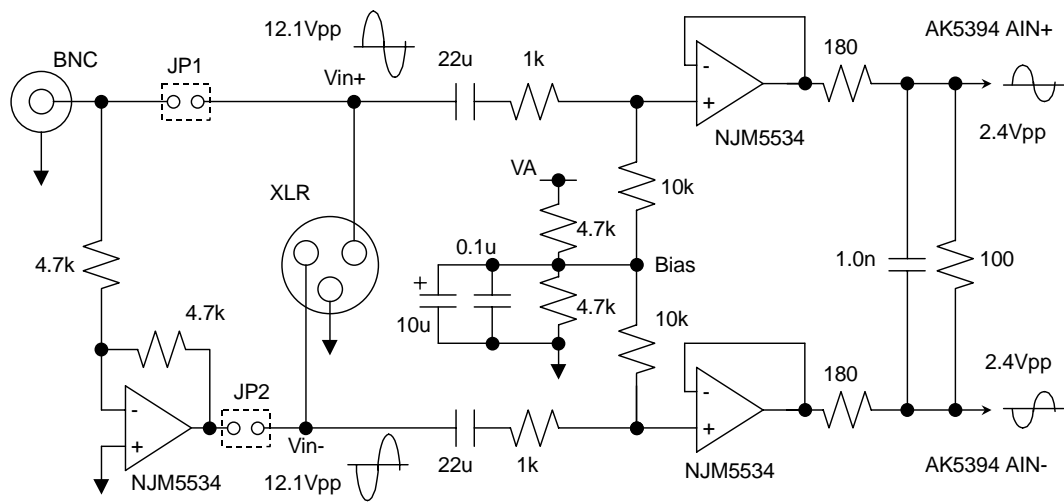 12.1Vpp
AK5394 AIN+
BNC
JP1
Vin+
22u
1k
-
+
180
NJM5534
2.4Vpp
VA
10k
XLR
4.7k
0.1u
Bias
4.7k
+
10u
4.7k
1.0n
100
4.7k
10k
JP2
180
2.4Vpp
-
+
Vin-
22u
1k
-
+
NJM5534
12.1Vpp
NJM5534
AK5394 AIN-